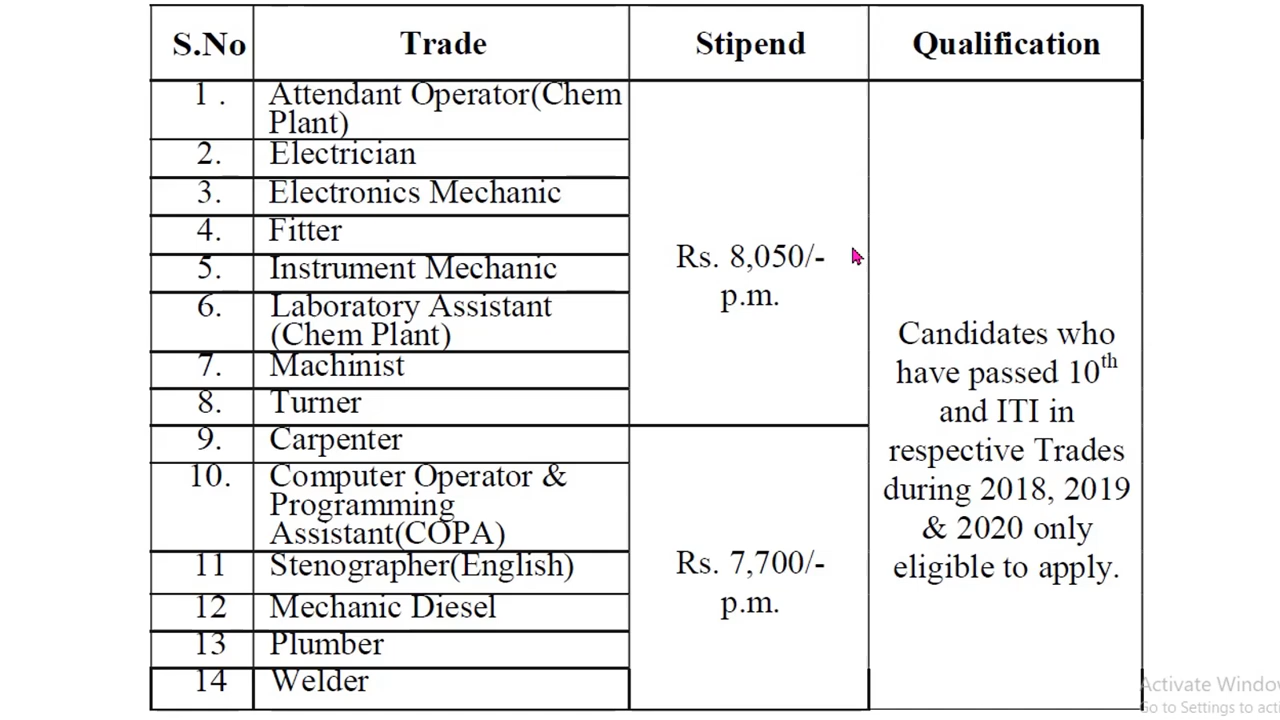 S.No Trade Stipend Qualification
1 . Attendant Operator(Chem
Plant)
2. Electrician
3. Electronics Mechanic
4. Fitter
5. Instrument Mechanic
6. Laboratory Assistant
(Chem Plant)
7. Machinist
8. Turner
Rs. 8,050/-
p.m.
9. Carpenter
10. Computer Operator &
Programming
Assistant(COPA)
11 Stenographer(English)
12 Mechanic Diesel
13 Plumber
14 Welder
Rs. 7,700/-
p.m.
Candidates who
have passed 10th
and ITI in
respective Trades
during 2018, 2019
& 2020 only
eligible to apply.
Activate Windo
Go to Settings to acti